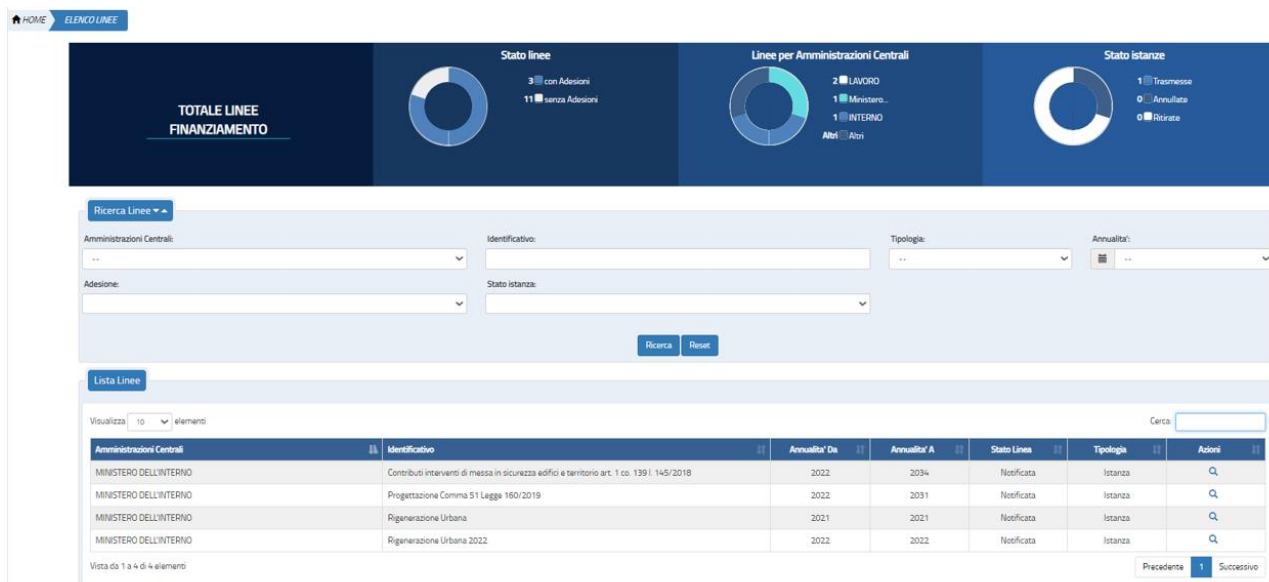 HOME ELENCO LINEE
TOTALE LINEE
FINANZIAMENTO
Stato linee
3 con Adesioni
11 senza Adesioni
Linee per Amministrazioni Centrali
2 LAVORO
1 Ministero...
1 INTERNO
Altri Altri
Stato istanze
1 Trasmesse
0 Annullate
0 Ritirate
Ricerca Linee
Amministrazioni Centrali: Identificativo: Tipologia: Annualita':
-- -- --
Adesione: Stato istanza:
Ricerca Reset
Lista Linee
Visualizza 10 elementi Cerca:
Amministrazioni Centrali Identificativo Annualita' Da Annualita' A Stato Linea Tipologia Azioni
MINISTERO DELL'INTERNO Contributi interventi di messa in sicurezza edifici e territorio art. 1 co. 139 l. 145/2018 2022 2034 Notificata Istanza
MINISTERO DELL'INTERNO Progettazione Comma 51 Legge 160/2019 2022 2031 Notificata Istanza
MINISTERO DELL'INTERNO Rigenerazione Urbana 2021 2021 Notificata Istanza
MINISTERO DELL'INTERNO Rigenerazione Urbana 2022 2022 2022 Notificata Istanza
Vista da 1 a 4 di 4 elementi Precedente 1 Successivo